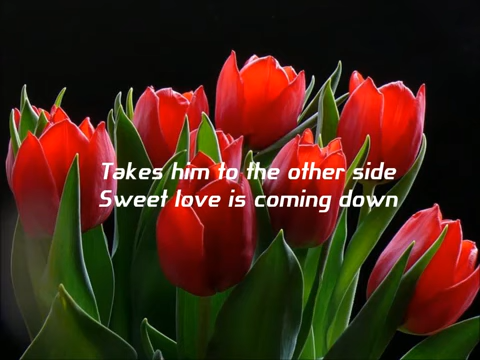 Takes him to the other side
Sweet love is coming down